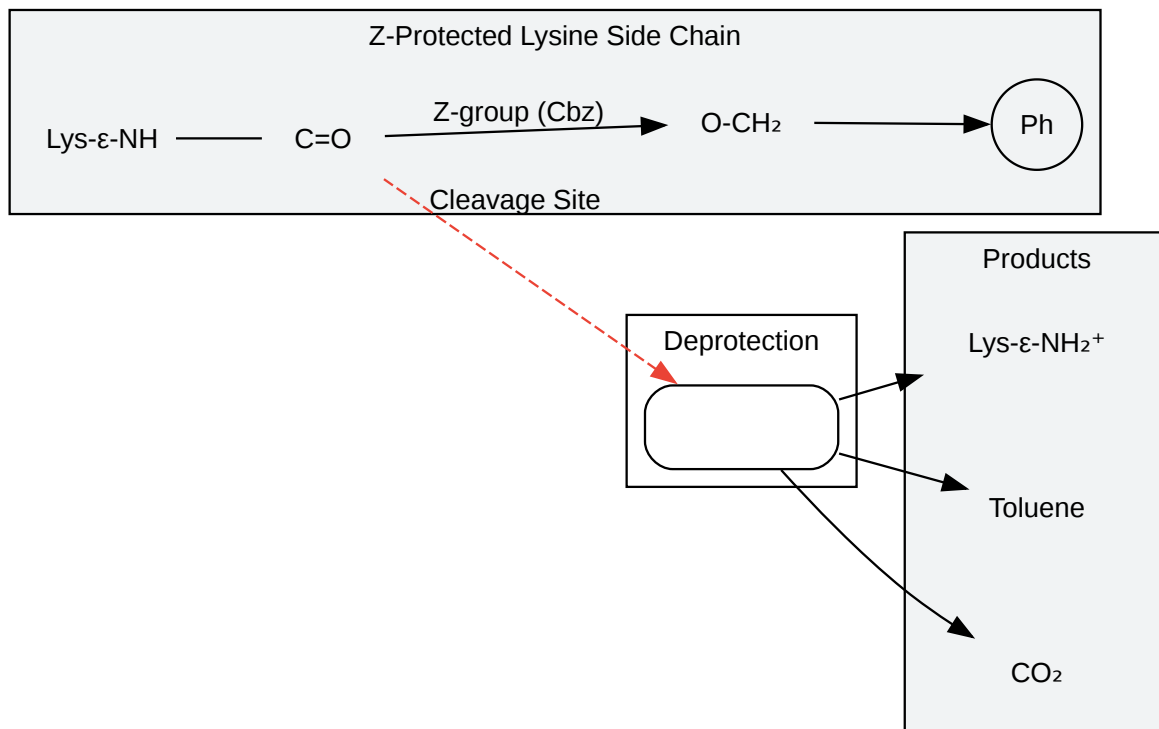 Z-Protected Lysine Side Chain
Lys-ε-NH
C=O
Z-group (Cbz)
O-CH₂
Ph
Cleavage Site
Products
Deprotection
Lys-ε-NH₂⁺
Toluene
CO₂